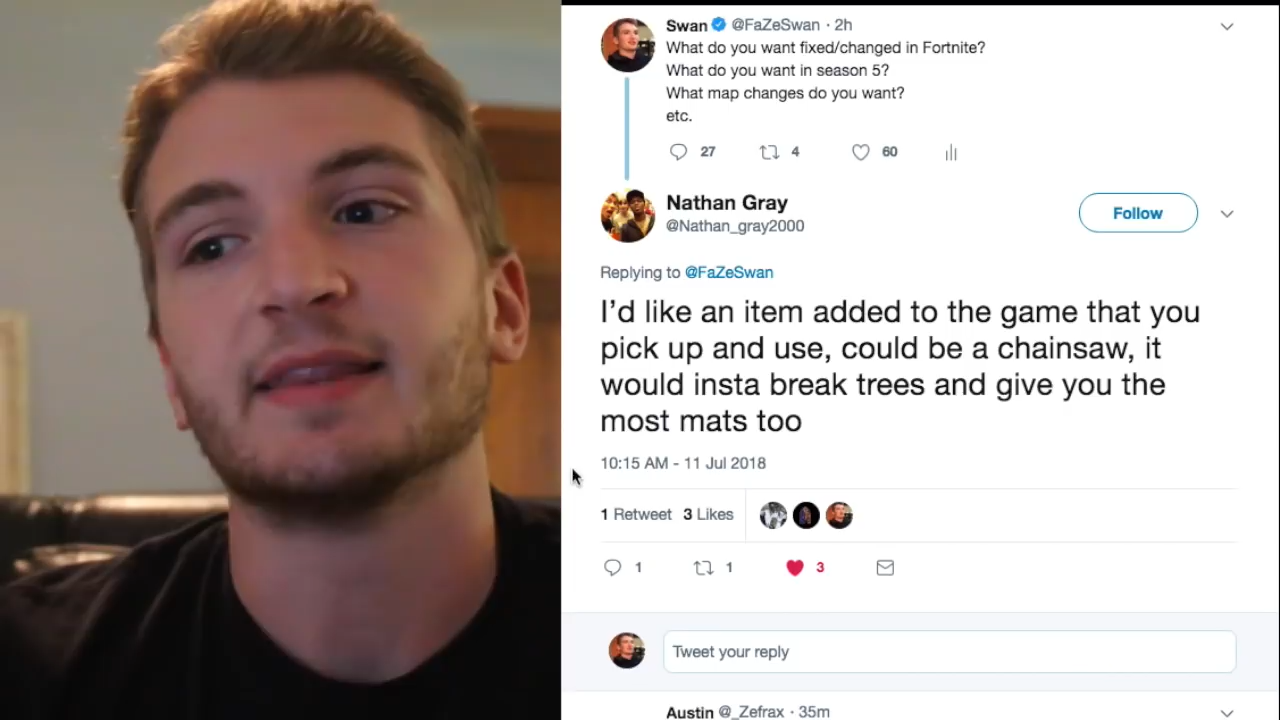 Swan @FaZeSwan · 2h
What do you want fixed/changed in Fortnite?
What do you want in season 5?
What map changes do you want?
etc.
27 4 60
Nathan Gray
@Nathan_gray2000
Follow
Replying to @FaZeSwan
I’d like an item added to the game that you
pick up and use, could be a chainsaw, it
would insta break trees and give you the
most mats too
10:15 AM - 11 Jul 2018
1 Retweet 3 Likes
1 1 3
Tweet your reply
Austin @_Zefrax · 35m